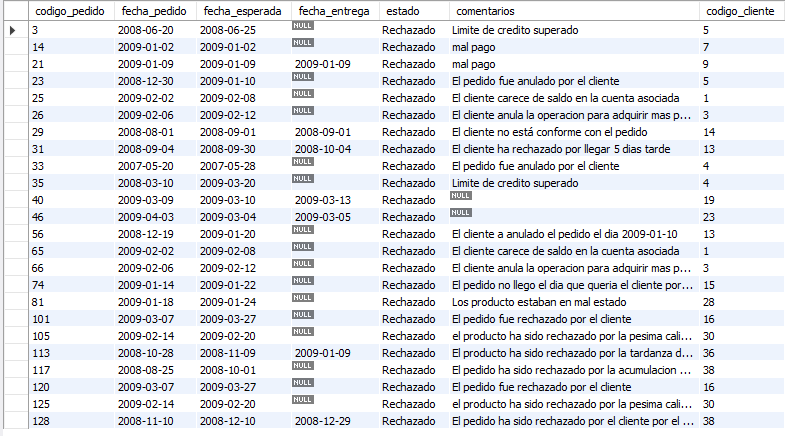 codigo_pedido fecha_pedido fecha_esperada fecha_entrega estado comentarios codigo_cliente
3 2008-06-20 2008-06-25 NULL Rechazado Limite de credito superado 5
14 2009-01-02 2009-01-02 NULL Rechazado mal pago 7
21 2009-01-09 2009-01-09 2009-01-09 Rechazado mal pago 9
23 2008-12-30 2009-01-10 NULL Rechazado El pedido fue anulado por el cliente 5
25 2009-02-02 2009-02-08 NULL Rechazado El cliente carece de saldo en la cuenta asociada 1
26 2009-02-06 2009-02-12 NULL Rechazado El cliente anula la operacion para adquirir mas p... 3
29 2008-08-01 2008-09-01 2008-09-01 Rechazado El cliente no está conforme con el pedido 14
31 2008-09-04 2008-09-30 2008-10-04 Rechazado El cliente ha rechazado por llegar 5 dias tarde 13
33 2007-05-20 2007-05-28 NULL Rechazado El pedido fue anulado por el cliente 4
35 2008-03-10 2009-03-20 NULL Rechazado Limite de credito superado 4
40 2009-03-09 2009-03-10 2009-03-13 Rechazado NULL 19
46 2009-04-03 2009-03-04 2009-03-05 Rechazado NULL 23
56 2008-12-19 2009-01-20 NULL Rechazado El cliente a anulado el pedido el dia 2009-01-10 13
65 2009-02-02 2009-02-08 NULL Rechazado El cliente carece de saldo en la cuenta asociada 1
66 2009-02-06 2009-02-12 NULL Rechazado El cliente anula la operacion para adquirir mas p... 3
74 2009-01-14 2009-01-22 NULL Rechazado El pedido no llego el dia que queria el cliente por... 15
81 2009-01-18 2009-01-24 NULL Rechazado Los producto estaban en mal estado 28
101 2009-03-07 2009-03-27 NULL Rechazado El pedido fue rechazado por el cliente 16
105 2009-02-14 2009-02-20 NULL Rechazado el producto ha sido rechazado por la pesima cali... 30
113 2008-10-28 2008-11-09 2009-01-09 Rechazado El producto ha sido rechazado por la tardanza d... 36
117 2008-08-25 2008-10-01 NULL Rechazado El pedido ha sido rechazado por la acumulacion ... 38
120 2009-03-07 2009-03-27 NULL Rechazado El pedido fue rechazado por el cliente 16
125 2009-02-14 2009-02-20 NULL Rechazado el producto ha sido rechazado por la pesima cali... 30
128 2008-11-10 2008-12-10 2008-12-29 Rechazado El pedido ha sido rechazado por el cliente por el ... 38